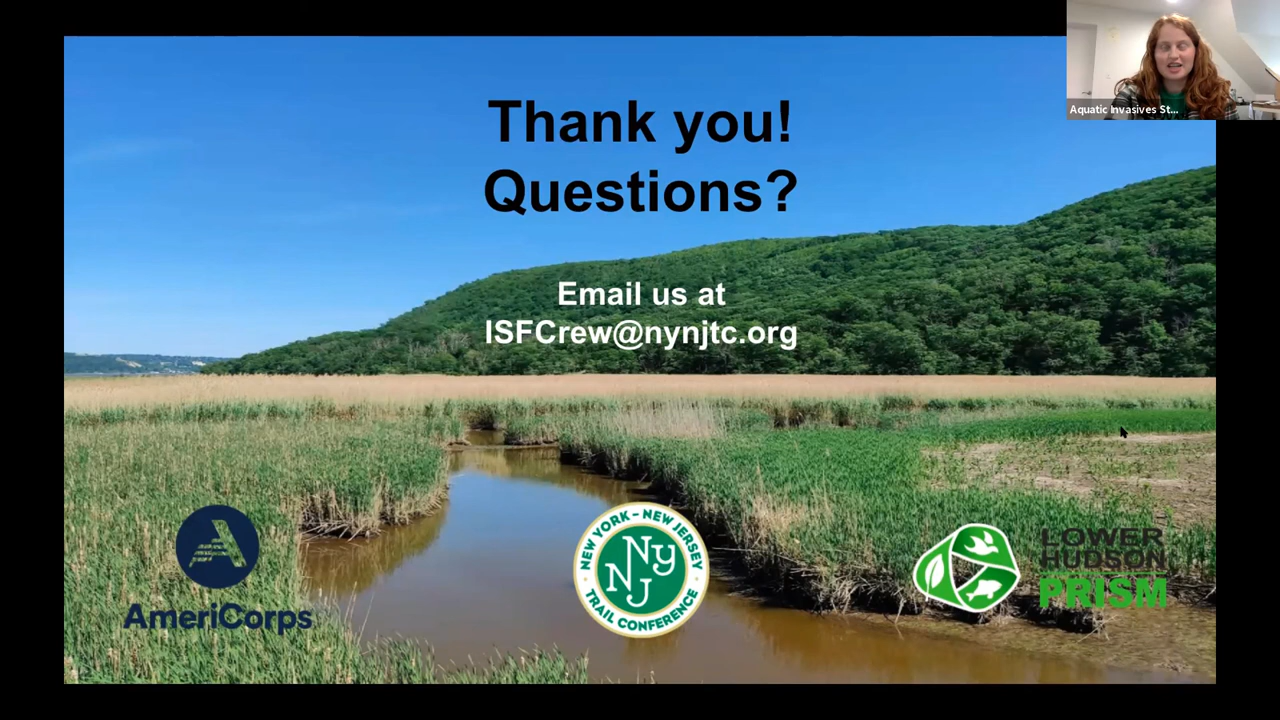 Thank you!
Questions?
Email us at
ISFCrew@nynjtc.org
Aquatic Invasives St...
AmeriCorps
NEW YORK - NEW JERSEY
NY
NJ
TRAIL CONFERENCE
LOWER
HUDSON
PRISM